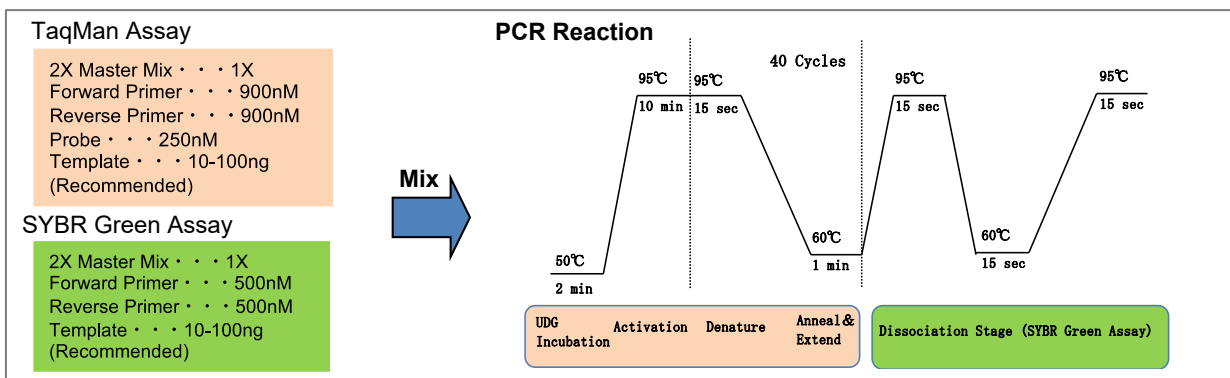 TaqMan Assay
2X Master Mix・・・1X
Forward Primer・・・900nM
Reverse Primer・・・900nM
Probe・・・250nM
Template・・・10-100ng
(Recommended)
SYBR Green Assay
2X Master Mix・・・1X
Forward Primer・・・500nM
Reverse Primer・・・500nM
Template・・・10-100ng
(Recommended)
Mix
PCR Reaction
40 Cycles
95℃
10 min
95℃
15 sec
95℃
15 sec
95℃
15 sec
50℃
2 min
60℃
1 min
60℃
15 sec
UDG
Incubation
Activation
Denature
Anneal&
Extend
Dissociation Stage (SYBR Green Assay)